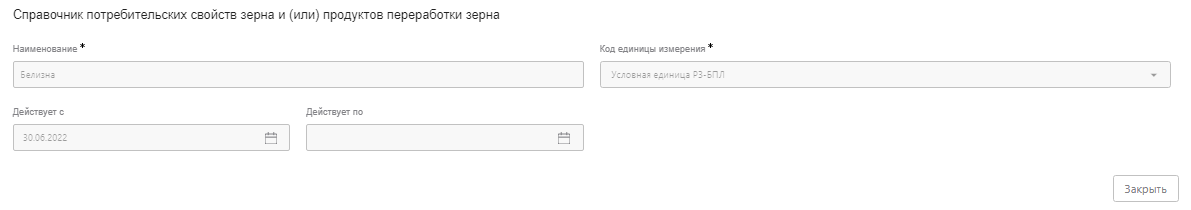 Справочник потребительских свойств зерна и (или) продуктов переработки зерна
Наименование *
Код единицы измерения *
Белизна
Условная единица РЗ-БПЛ
Действует с
Действует по
30.06.2022
Закрыть